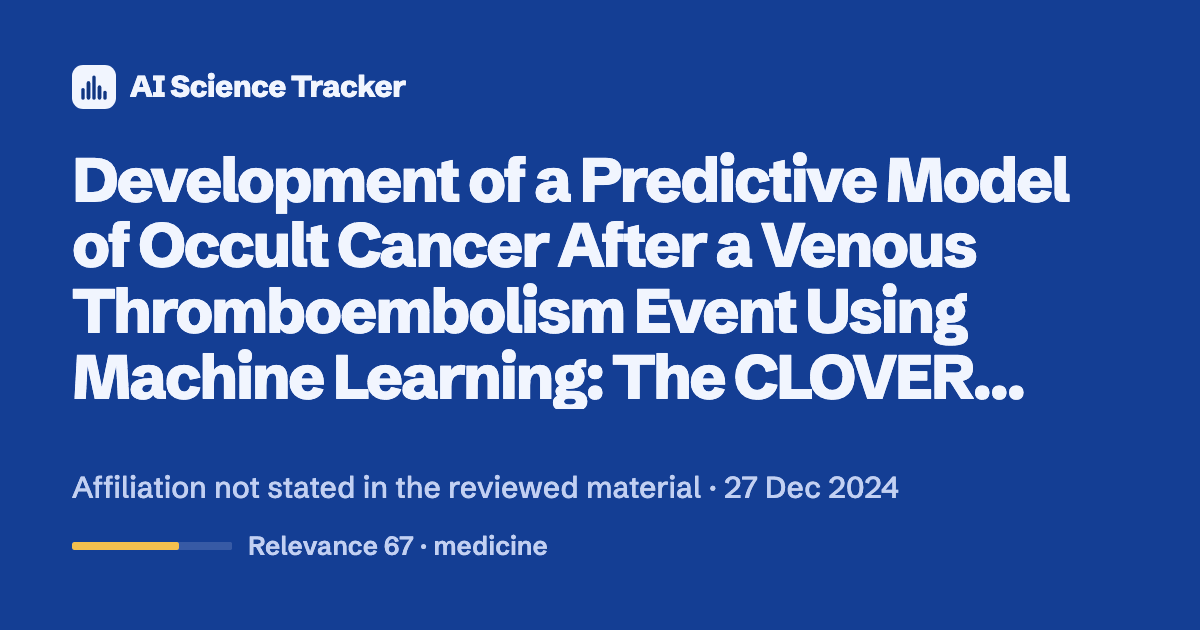 AI Science Tracker
Development of a Predictive Model
of Occult Cancer After a Venous
Thromboembolism Event Using
Machine Learning: The CLOVER...
Affiliation not stated in the reviewed material · 27 Dec 2024
Relevance 67 · medicine